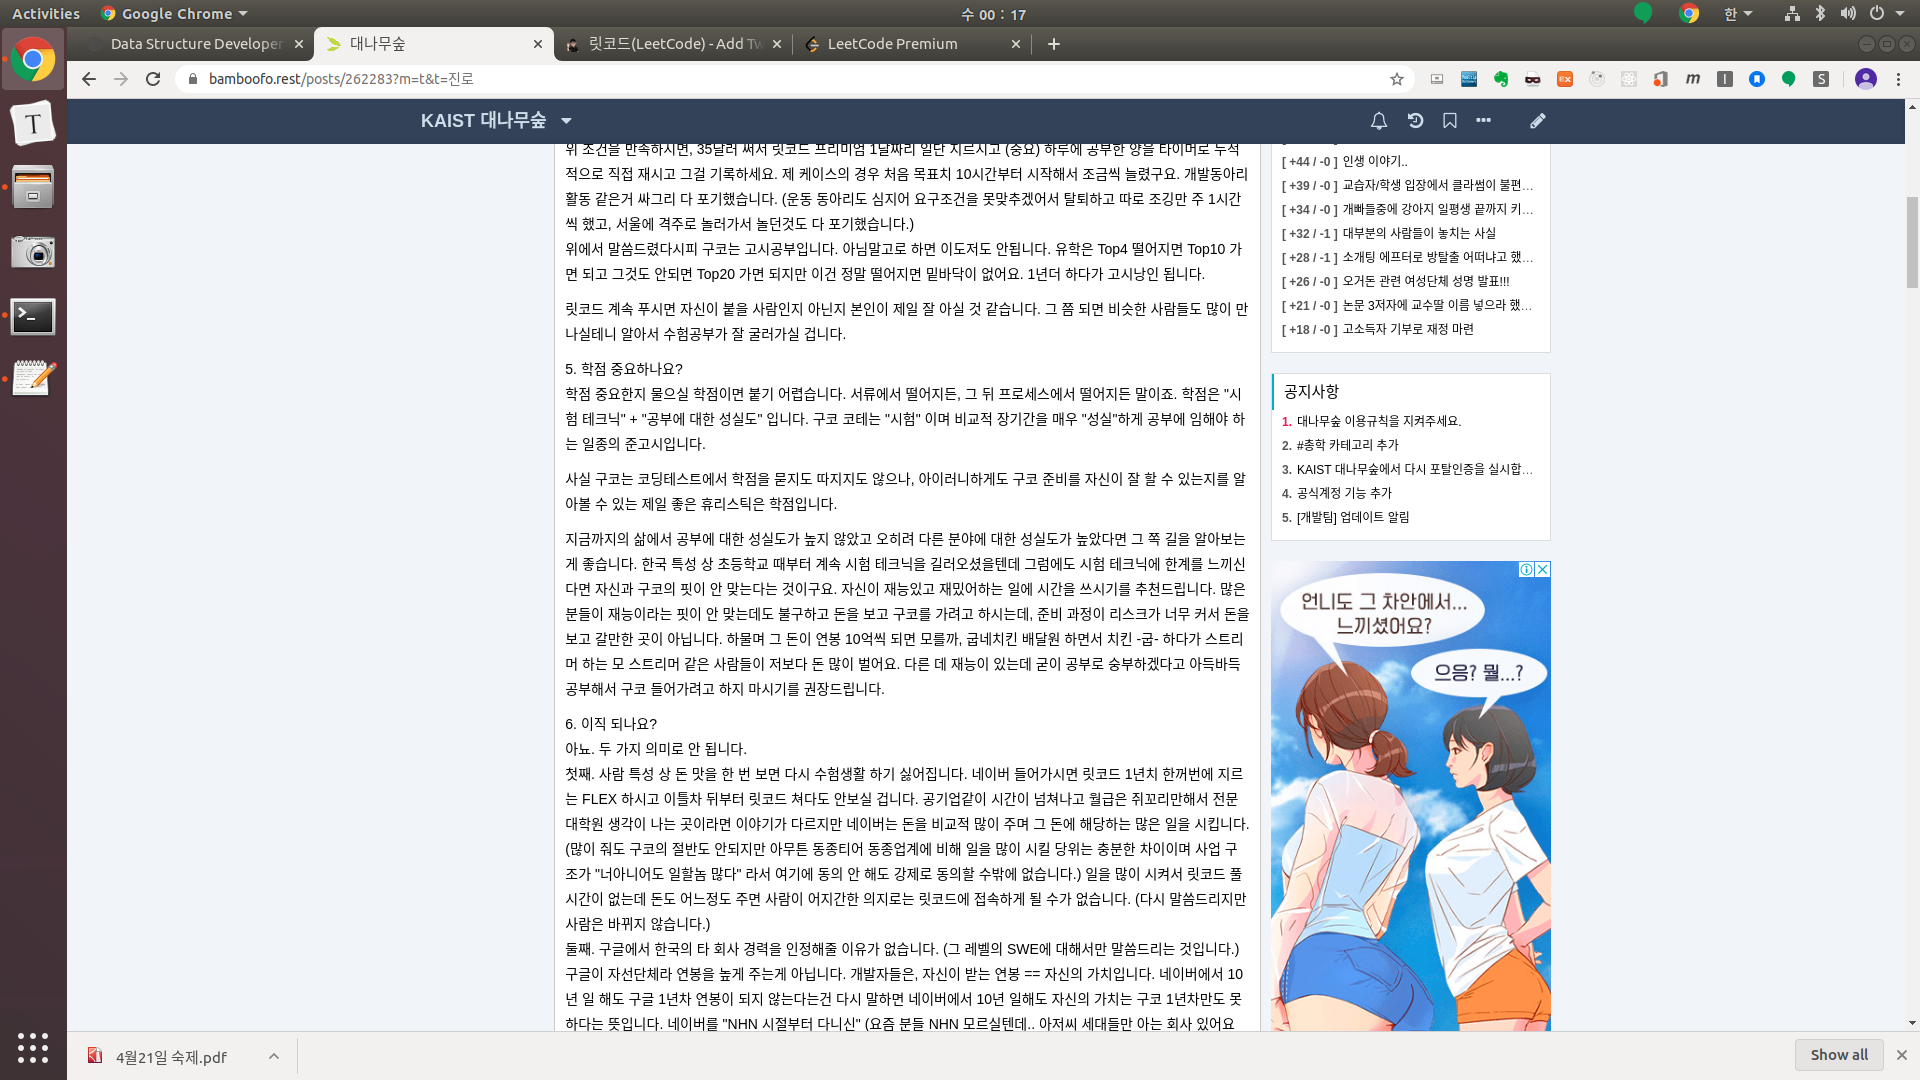 Activities
Google Chrome
수 00 : 17
한
Data Structure Developer
대나무숲
릿코드(LeetCode) - Add Tw
LeetCode Premium
bamboofo.rest/posts/262283?m=t&t=진로
KAIST 대나무숲
위 조건을 만족하시면, 35달러 써서 릿코드 프리미엄 1달짜리 일단 지르시고 (중요) 하루에 공부한 양을 타이머로 누적
적으로 직접 재시고 그걸 기록하세요. 제 케이스의 경우 처음 목표치 10시간부터 시작해서 조금씩 늘렸구요. 개발동아리
활동 같은거 싸그리 다 포기했습니다. (운동 동아리도 심지어 요구조건을 못맞추겠어서 탈퇴하고 따로 조깅만 주 1시간
씩 했고, 서울에 격주로 놀러가서 놀던것도 다 포기했습니다.)
위에서 말씀드렸다시피 구코는 고시공부입니다. 아님말고로 하면 이도저도 안됩니다. 유학은 Top4 떨어지면 Top10 가
면 되고 그것도 안되면 Top20 가면 되지만 이건 정말 떨어지면 밑바닥이 없어요. 1년더 하다가 고시낭인 됩니다.
릿코드 계속 푸시면 자신이 붙을 사람인지 아닌지 본인이 제일 잘 아실 것 같습니다. 그 쯤 되면 비슷한 사람들도 많이 만
나실테니 알아서 수험공부가 잘 굴러가실 겁니다.
5. 학점 중요하나요?
학점 중요한지 물으실 학점이면 붙기 어렵습니다. 서류에서 떨어지든, 그 뒤 프로세스에서 떨어지든 말이죠. 학점은 "시
험 테크닉" + "공부에 대한 성실도" 입니다. 구코 코테는 "시험" 이며 비교적 장기간을 매우 "성실"하게 공부에 임해야 하
는 일종의 준고시입니다.
사실 구코는 코딩테스트에서 학점을 묻지도 따지지도 않으나, 아이러니하게도 구코 준비를 자신이 잘 할 수 있는지를 알
아볼 수 있는 제일 좋은 휴리스틱은 학점입니다.
지금까지의 삶에서 공부에 대한 성실도가 높지 않았고 오히려 다른 분야에 대한 성실도가 높았다면 그 쪽 길을 알아보는
게 좋습니다. 한국 특성 상 초등학교 때부터 계속 시험 테크닉을 길러오셨을텐데 그럼에도 시험 테크닉에 한계를 느끼신
다면 자신과 구코의 핏이 안 맞는다는 것이구요. 자신이 재능있고 재밌어하는 일에 시간을 쓰시기를 추천드립니다. 많은
분들이 재능이라는 핏이 안 맞는데도 불구하고 돈을 보고 구코를 가려고 하시는데, 준비 과정이 리스크가 너무 커서 돈을
보고 갈만한 곳이 아닙니다. 하물며 그 돈이 연봉 10억씩 되면 모를까, 굽네치킨 배달원 하면서 치킨 -굽- 하다가 스트리
머 하는 모 스트리머 같은 사람들이 저보다 돈 많이 벌어요. 다른 데 재능이 있는데 굳이 공부로 승부하겠다고 아득바득
공부해서 구코 들어가려고 하지 마시기를 권장드립니다.
6. 이직 되나요?
아뇨. 두 가지 의미로 안 됩니다.
첫째. 사람 특성 상 돈 맛을 한 번 보면 다시 수험생활 하기 싫어집니다. 네이버 들어가시면 릿코드 1년치 한꺼번에 지르
는 FLEX 하시고 이틀차 뒤부터 릿코드 쳐다도 안보실 겁니다. 공기업같이 시간이 넘쳐나고 월급은 쥐꼬리만해서 전문
대학원 생각이 나는 곳이라면 이야기가 다르지만 네이버는 돈을 비교적 많이 주며 그 돈에 해당하는 많은 일을 시킵니다.
(많이 줘도 구코의 절반도 안되지만 아무튼 동종티어 동종업계에 비해 일을 많이 시킬 당위는 충분한 차이이며 사업 구
조가 "너아니어도 일할놈 많다" 라서 여기에 동의 안 해도 강제로 동의할 수밖에 없습니다.) 일을 많이 시켜서 릿코드 풀
시간이 없는데 돈도 어느정도 주면 사람이 어지간한 의지로는 릿코드에 접속하게 될 수가 없습니다. (다시 말씀드리지만
사람은 바뀌지 않습니다.)
둘째. 구글에서 한국의 타 회사 경력을 인정해줄 이유가 없습니다. (그 레벨의 SWE에 대해서만 말씀드리는 것입니다.)
구글이 자선단체라 연봉을 높게 주는게 아닙니다. 개발자들은, 자신이 받는 연봉 == 자신의 가치입니다. 네이버에서 10
년 일 해도 구글 1년차 연봉이 되지 않는다는건 다시 말하면 네이버에서 10년 일해도 자신의 가치는 구코 1년차만도 못
하다는 뜻입니다. 네이버를 "NHN 시절부터 다니신" (요즘 분들 NHN 모르실텐데.. 아저씨 세대들만 아는 회사 있어요
[ +44 / -0 ] 인생 이야기..
[ +39 / -0 ] 교습자/학생 입장에서 클라썸이 불편...
[ +34 / -0 ] 개빠들중에 강아지 일평생 끝까지 키...
[ +32 / -1 ] 대부분의 사람들이 놓치는 사실
[ +28 / -1 ] 소개팅 에프터로 방탈출 어떠냐고 했...
[ +26 / -0 ] 오거돈 관련 여성단체 성명 발표!!!
[ +21 / -0 ] 논문 3저자에 교수딸 이름 넣으라 했...
[ +18 / -0 ] 고소득자 기부로 재정 마련
공지사항
1. 대나무숲 이용규칙을 지켜주세요.
2. #총학 카테고리 추가
3. KAIST 대나무숲에서 다시 포탈인증을 실시합...
4. 공식계정 기능 추가
5. [개발팀] 업데이트 알림
언니도 그 차안에서...
느끼셨어요?
으응? 뭘...?
4월21일 숙제.pdf
Show all